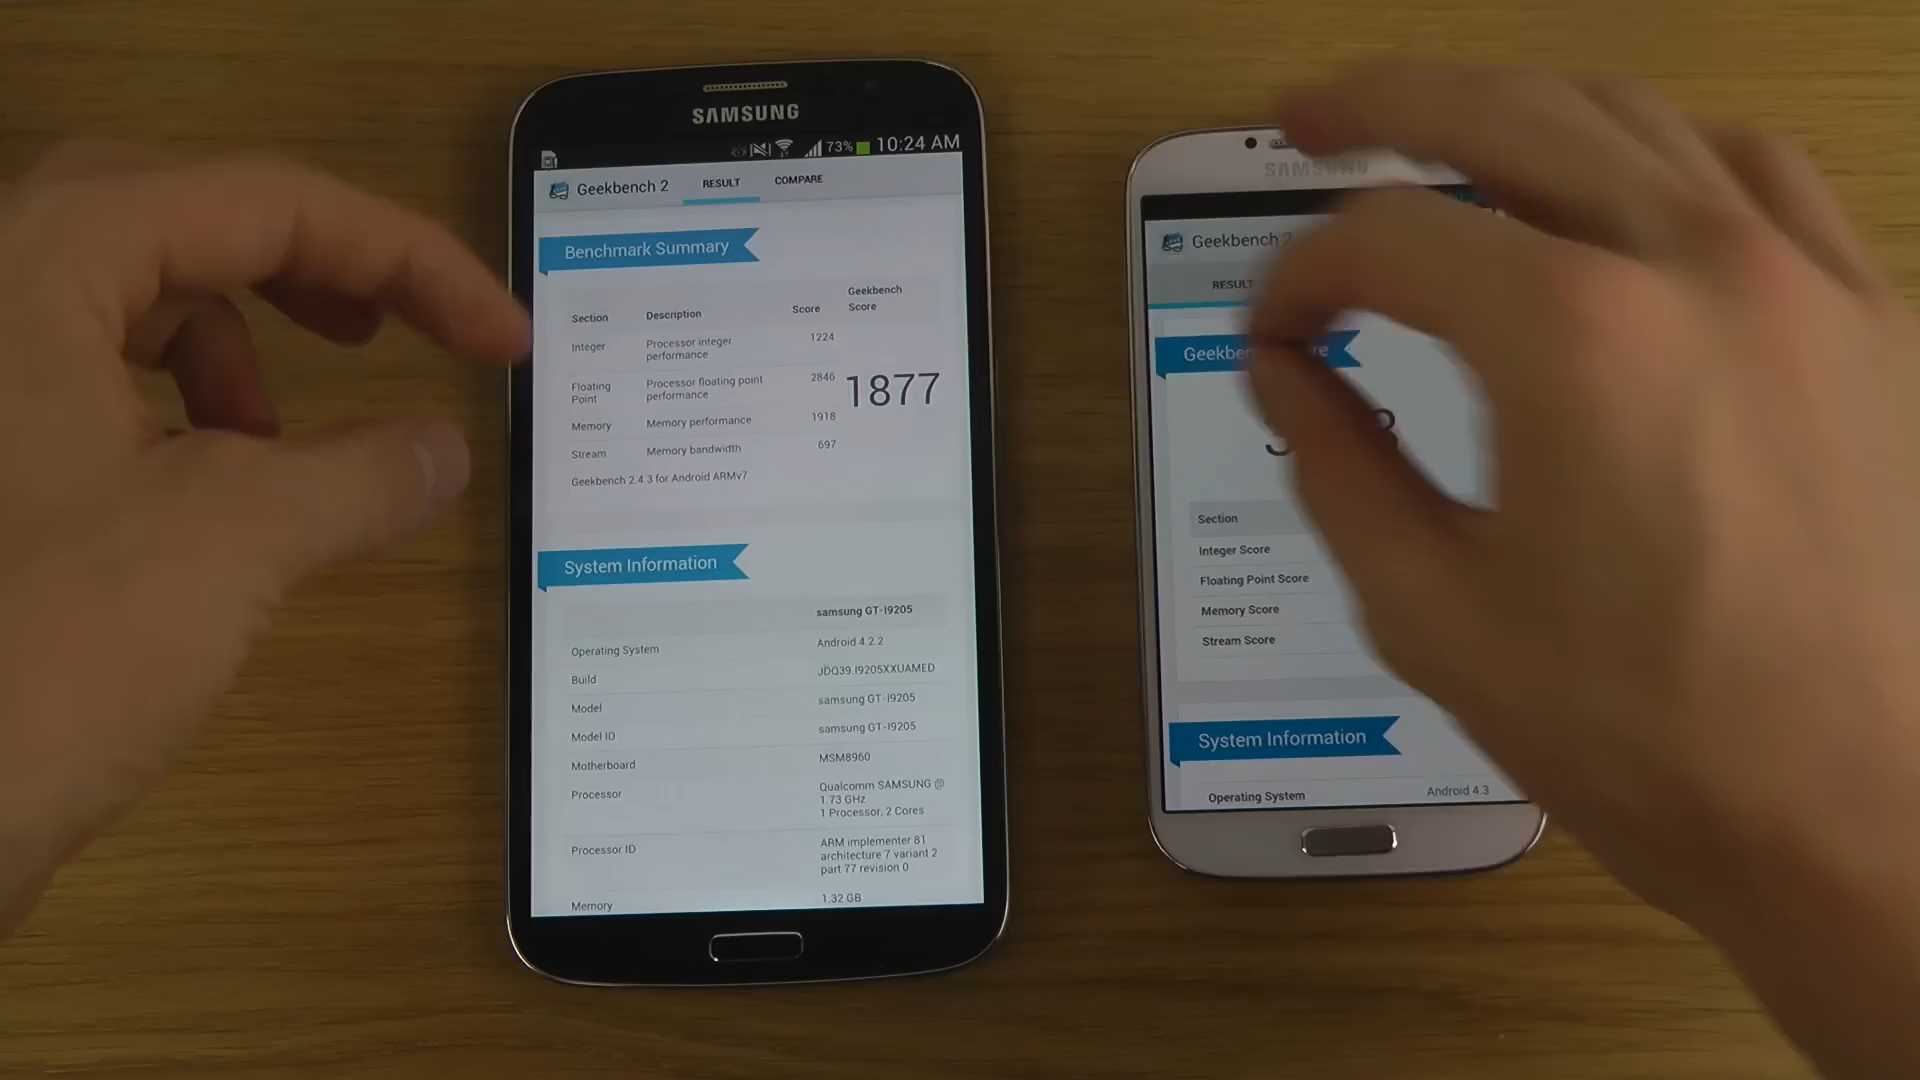 SAMSUNG
73% 10:24 AM
Geekbench 2 RESULT COMPARE
Benchmark Summary
Section Description Score Geekbench Score
Integer Processor integer performance 1224
Floating Point Processor floating point performance 2846
1877
Memory Memory performance 1918
Stream Memory bandwidth 697
Geekbench 2.4.3 for Android ARMv7
System Information
samsung GT-I9205
Operating System Android 4.2.2
Build JDQ39.I9205XXUAMED
Model samsung GT-I9205
Model ID samsung GT-I9205
Motherboard MSM8960
Processor Qualcomm SAMSUNG @
1.73 GHz
1 Processor, 2 Cores
Processor ID ARM implementer 81
architecture 7 variant 2
part 77 revision 0
Memory 1.32 GB
SAMSUNG
Geekbench 2
RESULT
Section
Integer Score
Floating Point Score
Memory Score
Stream Score
System Information
Operating System Android 4.3